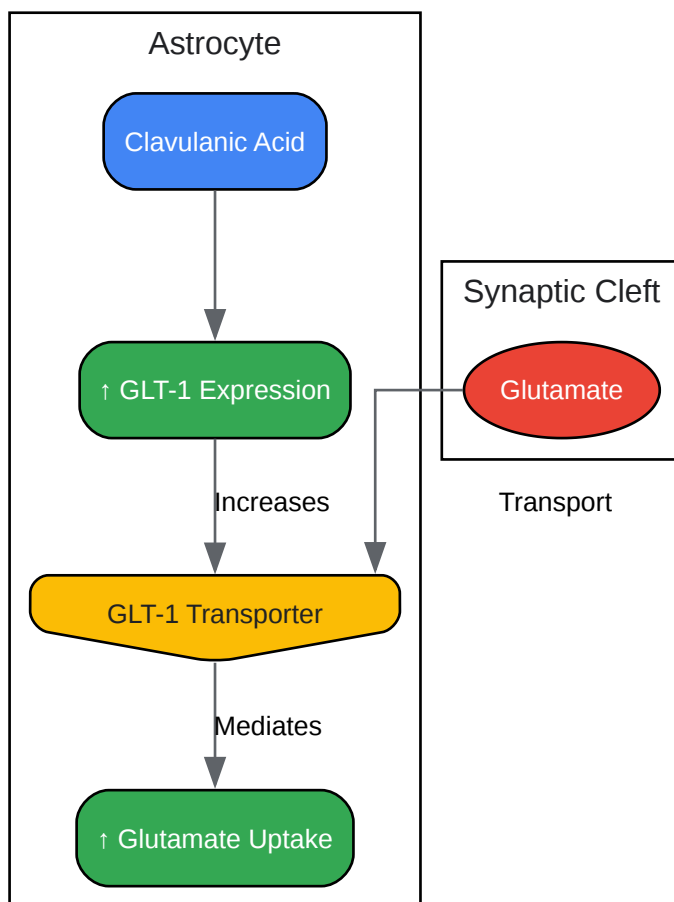 Astrocyte
Clavulanic Acid
Synaptic Cleft
↑ GLT-1 Expression
Glutamate
Increases
Transport
GLT-1 Transporter
Mediates
↑ Glutamate Uptake